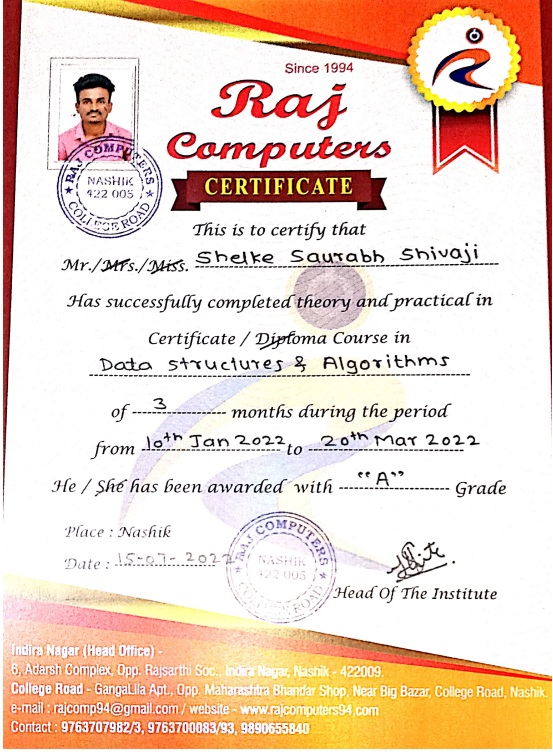 Since 1994
Raj
Computers
CERTIFICATE
RAJ COMPUTERS
NASHIK
422 005
COLLEGE ROAD
This is to certify that
Mr./Mrs./Miss. Shelke Saurabh Shivaji
Has successfully completed theory and practical in
Certificate / Diploma Course in
Data Structures & Algorithms
of 3 months during the period
from 10th Jan 2022 to 20th Mar 2022
He / She has been awarded with "A" Grade
Place : Nashik
Date : 15-07-2022
RAJ COMPUTERS
NASHIK
422 005
COLLEGE ROAD
Head Of The Institute
Indira Nagar (Head Office) -
6, Adarsh Complex, Opp. Rajsarthi Soc., Indira Nagar, Nashik - 422009.
College Road - GangaLila Apt., Opp. Maharashtra Bhandar Shop, Near Big Bazar, College Road, Nashik.
e-mail : rajcomp94@gmail.com / website - www.rajcomputers94.com
Contact : 9763707982/3, 9763700083/93, 9890655840